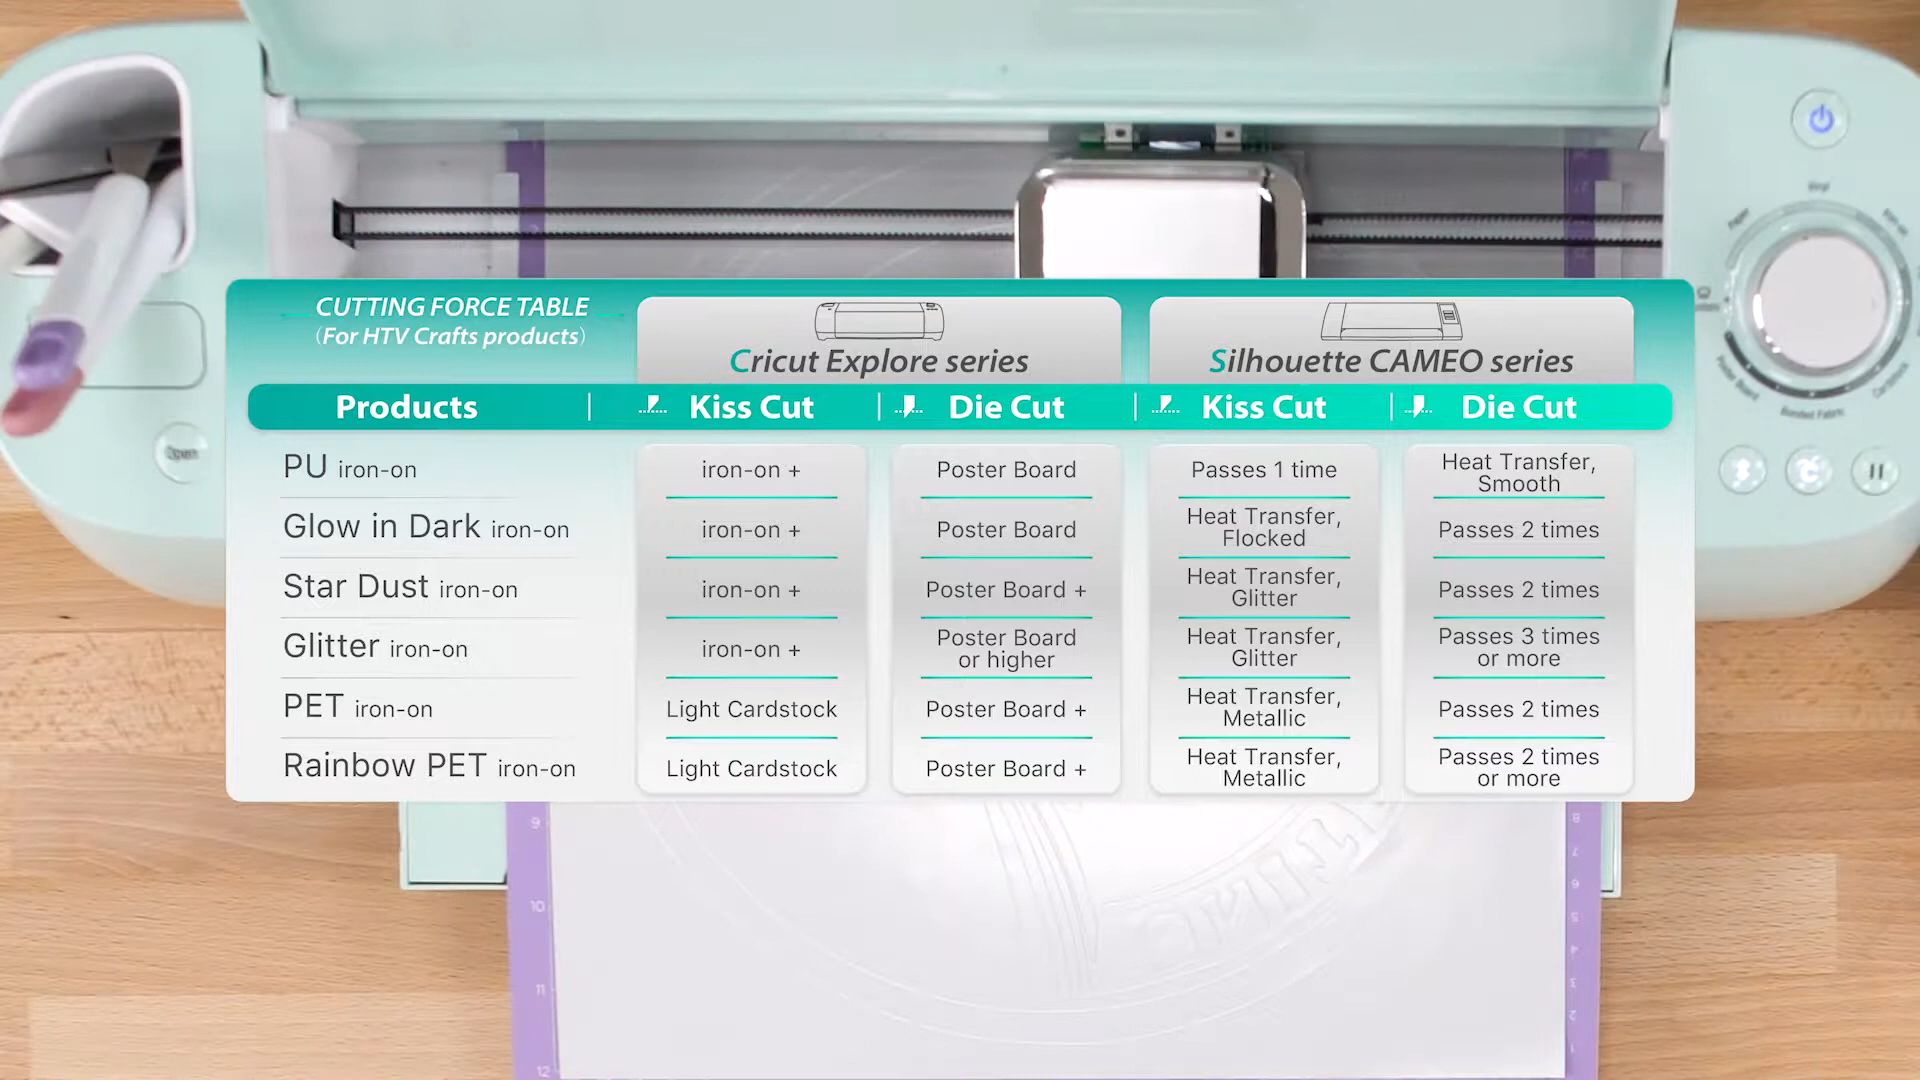 CUTTING FORCE TABLE
(For HTV Crafts products)
Cricut Explore series
Silhouette CAMEO series
Products | Kiss Cut | Die Cut | Kiss Cut | Die Cut
PU iron-on
iron-on +
Poster Board
Passes 1 time
Heat Transfer,
Smooth
Glow in Dark iron-on
iron-on +
Poster Board
Heat Transfer,
Flocked
Passes 2 times
Star Dust iron-on
iron-on +
Poster Board +
Heat Transfer,
Glitter
Passes 2 times
Glitter iron-on
iron-on +
Poster Board
or higher
Heat Transfer,
Glitter
Passes 3 times
or more
PET iron-on
Light Cardstock
Poster Board +
Heat Transfer,
Metallic
Passes 2 times
Rainbow PET iron-on
Light Cardstock
Poster Board +
Heat Transfer,
Metallic
Passes 2 times
or more
Open
9
10
11
12